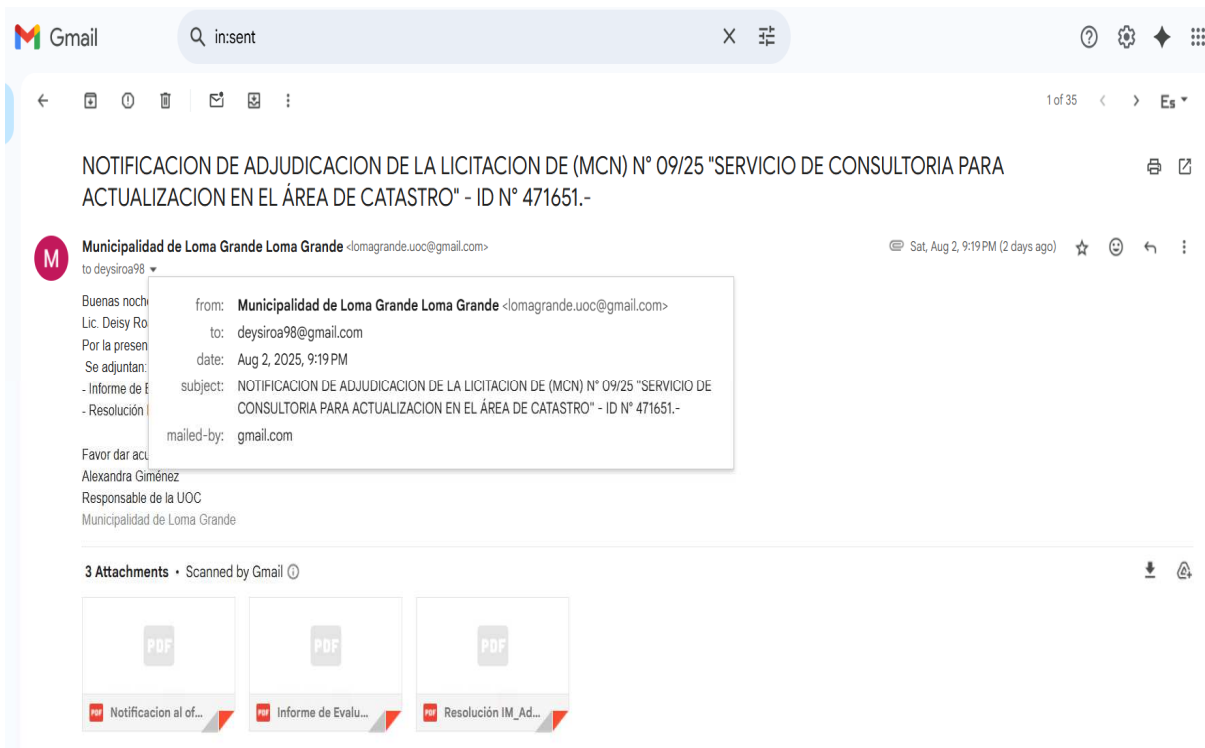 Gmail
in:sent
1 of 35
Es
NOTIFICACION DE ADJUDICACION DE LA LICITACION DE (MCN) N° 09/25 "SERVICIO DE CONSULTORIA PARA
ACTUALIZACION EN EL ÁREA DE CATASTRO" - ID N° 471651.-
M
Municipalidad de Loma Grande Loma Grande <lomagrande.uoc@gmail.com>
Sat, Aug 2, 9:19 PM (2 days ago)
to deysiroa98
Buenas noch
Lic. Deisy Ro
Por la presen
Se adjuntan:
- Informe de E
- Resolución
from: Municipalidad de Loma Grande Loma Grande <lomagrande.uoc@gmail.com>
to: deysiroa98@gmail.com
date: Aug 2, 2025, 9:19 PM
subject: NOTIFICACION DE ADJUDICACION DE LA LICITACION DE (MCN) N° 09/25 "SERVICIO DE
CONSULTORIA PARA ACTUALIZACION EN EL ÁREA DE CATASTRO" - ID N° 471651.-
mailed-by: gmail.com
Favor dar acu
Alexandra Giménez
Responsable de la UOC
Municipalidad de Loma Grande
3 Attachments • Scanned by Gmail
PDF
PDF
PDF
PDF Notificacion al of...
PDF Informe de Evalu...
PDF Resolución IM_Ad...